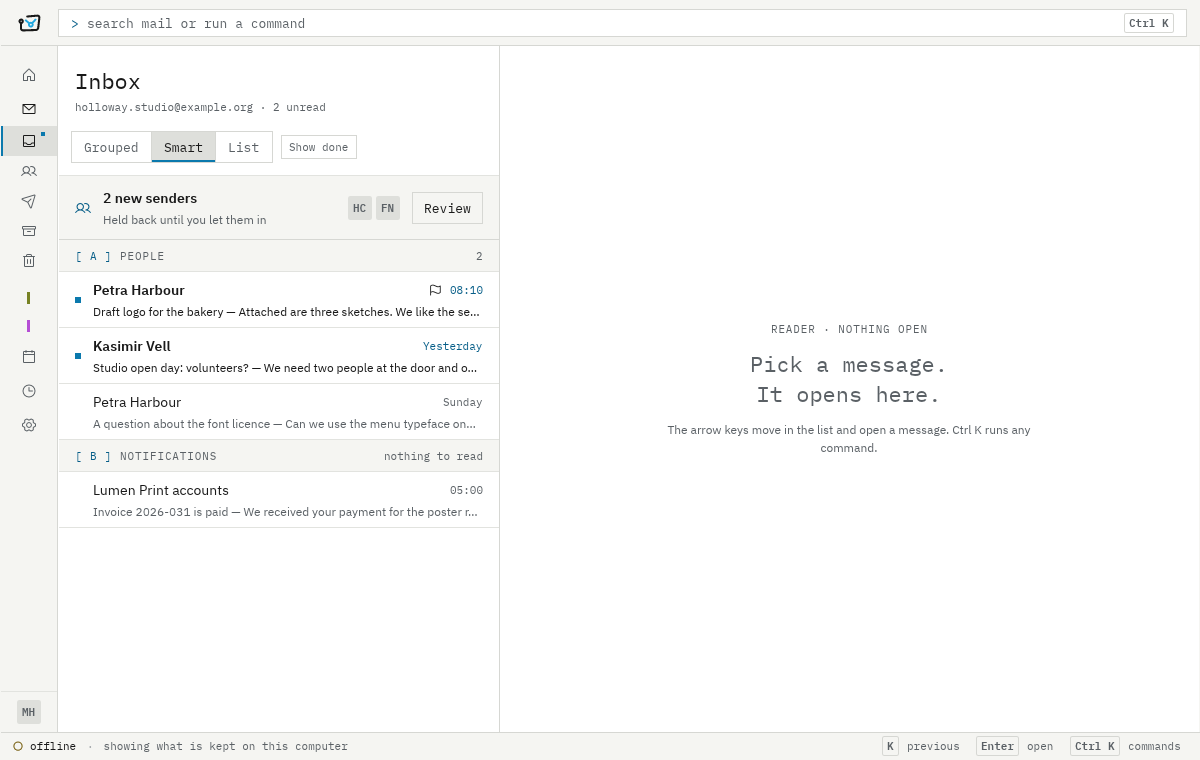 > search mail or run a command Ctrl K
Inbox
holloway.studio@example.org · 2 unread
Grouped Smart List Show done
2 new senders
Held back until you let them in
HC FN Review
[ A ] PEOPLE 2
Petra Harbour 08:10
Draft logo for the bakery — Attached are three sketches. We like the se…
Kasimir Vell Yesterday
Studio open day: volunteers? — We need two people at the door and o…
Petra Harbour Sunday
A question about the font licence — Can we use the menu typeface on…
[ B ] NOTIFICATIONS nothing to read
Lumen Print accounts 05:00
Invoice 2026-031 is paid — We received your payment for the poster r…
READER · NOTHING OPEN
Pick a message.
It opens here.
The arrow keys move in the list and open a message. Ctrl K runs any
command.
MH
offline · showing what is kept on this computer
K previous Enter open Ctrl K commands